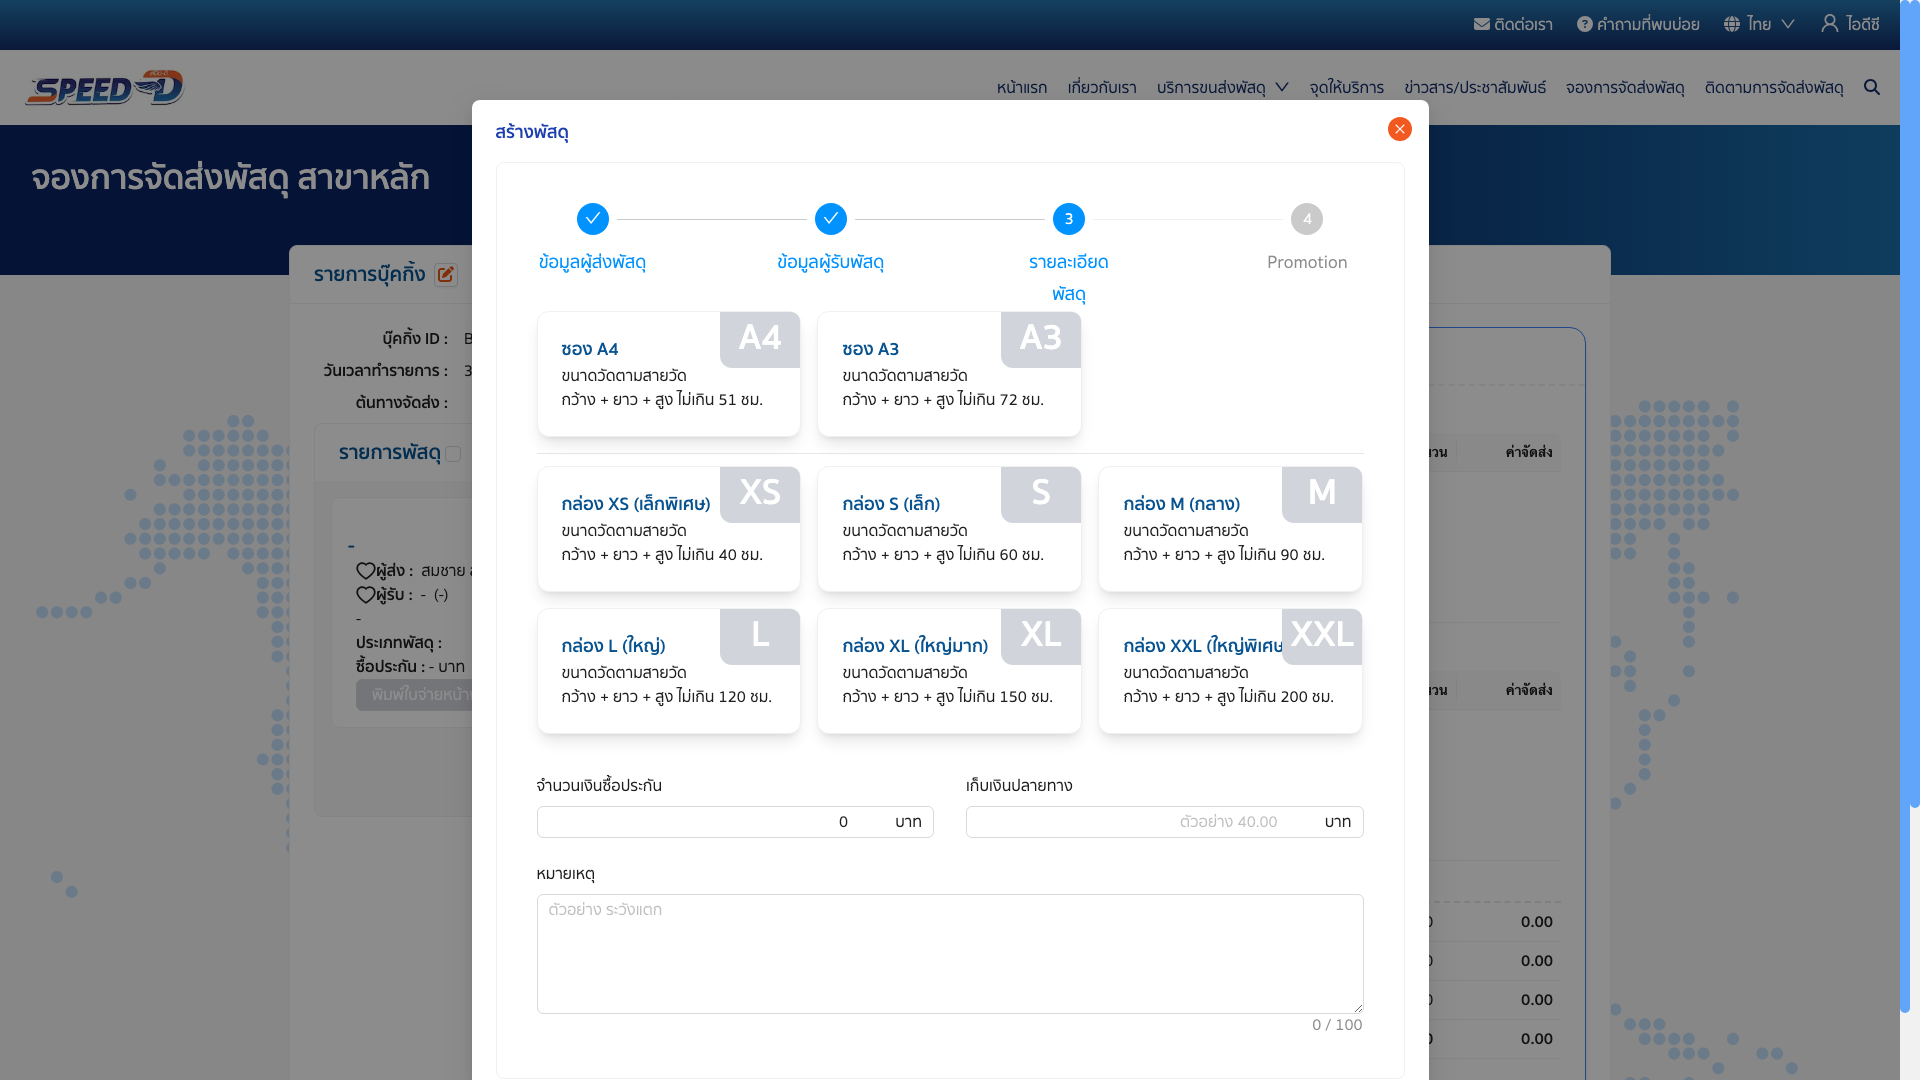 ติดต่อเรา
คำถามที่พบบ่อย
ไทย
ไอดีซี
SPEED-D
หน้าแรก
เกี่ยวกับเรา
บริการขนส่งพัสดุ
จุดให้บริการ
ข่าวสาร/ประชาสัมพันธ์
จองการจัดส่งพัสดุ
ติดตามการจัดส่งพัสดุ
จองการจัดส่งพัสดุ สาขาหลัก
สร้างพัสดุ
3
4
ข้อมูลผู้ส่งพัสดุ
ข้อมูลผู้รับพัสดุ
รายละเอียด
พัสดุ
Promotion
รายการบุ๊คกิ้ง
บุ๊คกิ้ง ID :
วันเวลาทำรายการ : 3
ต้นทางจัดส่ง :
รายการพัสดุ
-
ผู้ส่ง : สมชาย
ผู้รับ : - (-)
-
ประเภทพัสดุ :
ซื้อประกัน : - บาท
พิมพ์ใบจ่ายหน้า
ซอง A4
A4
ขนาดวัดตามสายวัด
กว้าง + ยาว + สูง ไม่เกิน 51 ซม.
ซอง A3
A3
ขนาดวัดตามสายวัด
กว้าง + ยาว + สูง ไม่เกิน 72 ซม.
กล่อง XS (เล็กพิเศษ)
XS
ขนาดวัดตามสายวัด
กว้าง + ยาว + สูง ไม่เกิน 40 ซม.
กล่อง S (เล็ก)
S
ขนาดวัดตามสายวัด
กว้าง + ยาว + สูง ไม่เกิน 60 ซม.
กล่อง M (กลาง)
M
ขนาดวัดตามสายวัด
กว้าง + ยาว + สูง ไม่เกิน 90 ซม.
กล่อง L (ใหญ่)
L
ขนาดวัดตามสายวัด
กว้าง + ยาว + สูง ไม่เกิน 120 ซม.
กล่อง XL (ใหญ่มาก)
XL
ขนาดวัดตามสายวัด
กว้าง + ยาว + สูง ไม่เกิน 150 ซม.
กล่อง XXL (ใหญ่พิเศษ
XXL
ขนาดวัดตามสายวัด
กว้าง + ยาว + สูง ไม่เกิน 200 ซม.
จำนวนเงินซื้อประกัน
0 บาท
เก็บเงินปลายทาง
ตัวอย่าง 40.00 บาท
หมายเหตุ
ตัวอย่าง ระวังแตก
0 / 100
ค่าจัดส่ง
ค่าจัดส่ง
0.00
0.00
0.00
0.00